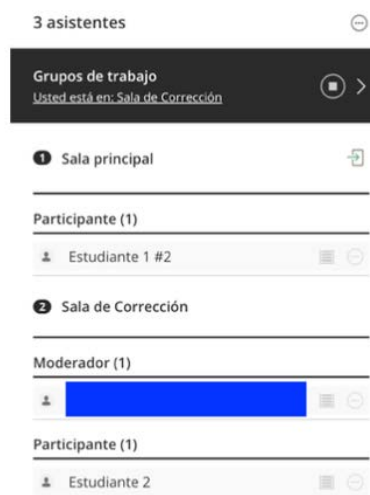 3 asistentes
Grupos de trabajo
Usted está en: Sala de Corrección
1 Sala principal
Participante (1)
Estudiante 1 #2
2 Sala de Corrección
Moderador (1)
Participante (1)
Estudiante 2